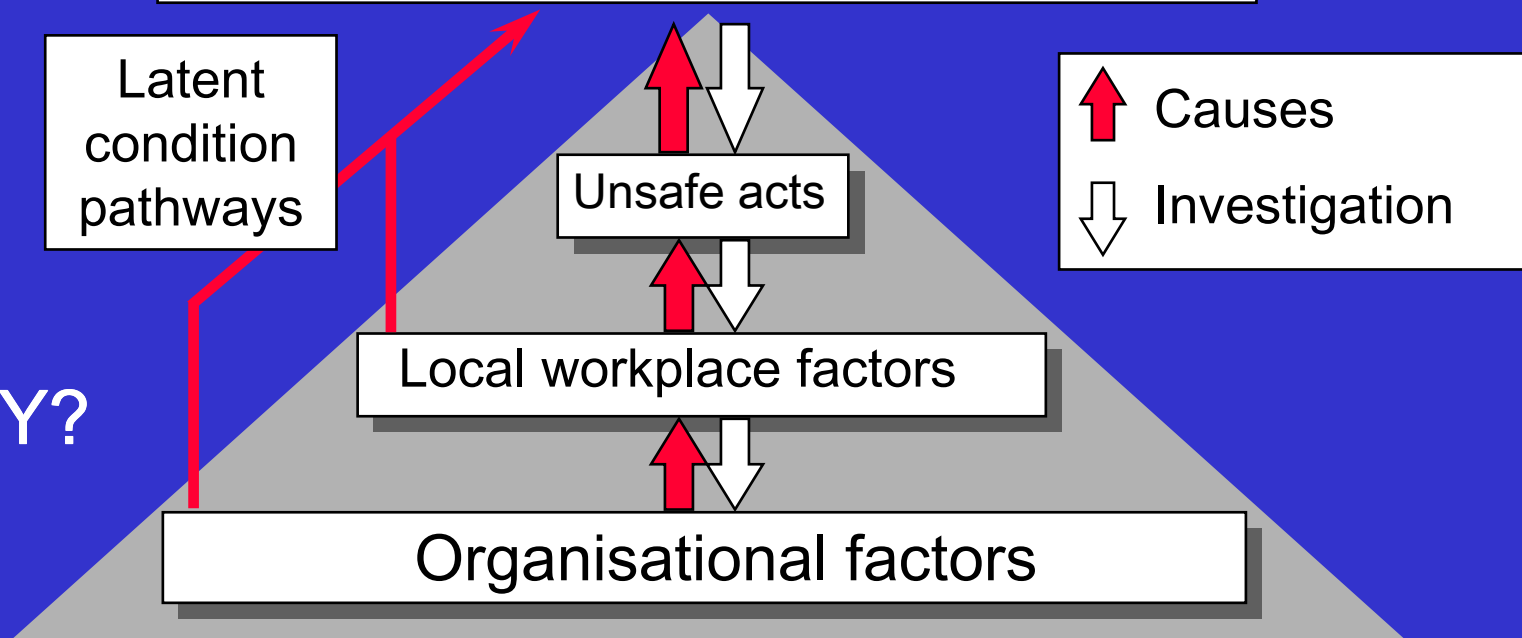 Latent
condition
pathways
Causes
Investigation
Unsafe acts
Local workplace factors
Y?
Organisational factors